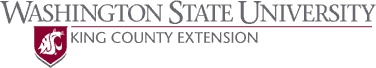 WASHINGTON STATE UNIVERSITY
KING COUNTY EXTENSION